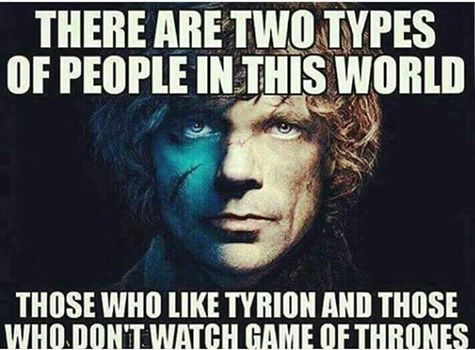 THERE ARE TWO TYPES
OF PEOPLE IN THIS WORLD
THOSE WHO LIKE TYRION AND THOSE
WHO DON'T WATCH GAME OF THRONES